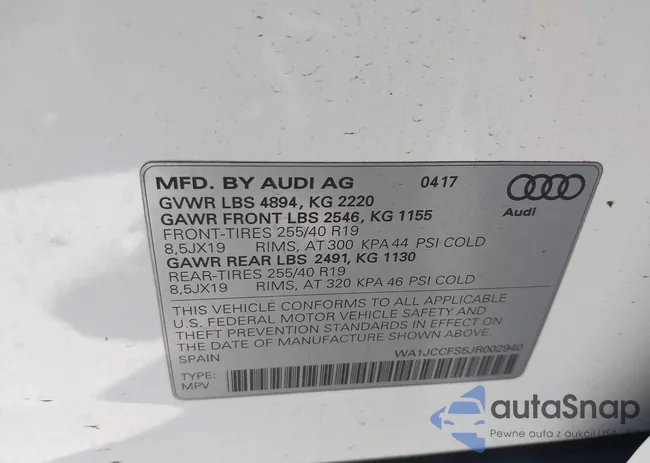 MFD. BY AUDI AG 0417
GVWR LBS 4894, KG 2220
GAWR FRONT LBS 2546, KG 1155
FRONT-TIRES 255/40 R19
8,5JX19 RIMS, AT 300 KPA 44 PSI COLD
GAWR REAR LBS 2491, KG 1130
REAR-TIRES 255/40 R19
8,5JX19 RIMS, AT 320 KPA 46 PSI COLD
Audi
THIS VEHICLE CONFORMS TO ALL APPLICABLE
U.S. FEDERAL MOTOR VEHICLE SAFETY AND
THEFT PREVENTION STANDARDS IN EFFECT ON
THE DATE OF MANUFACTURE SHOWN ABOVE.
SPAIN
WA1JCCFS5JR002940
TYPE:
MPV
autaSnap
Pewne auta z aukcji USA